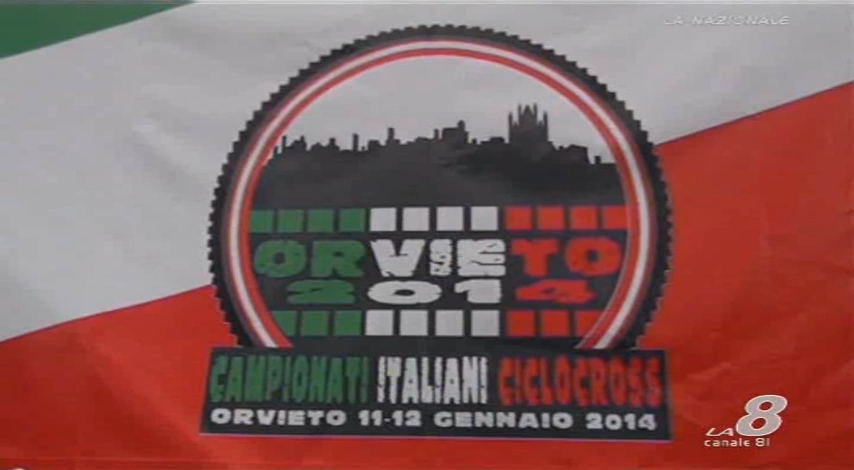 LA NAZIONALE
ORVIETO
2014
CAMPIONATI ITALIANI CICLOCROSS
ORVIETO 11-12 GENNAIO 2014
LA 8
canale 81